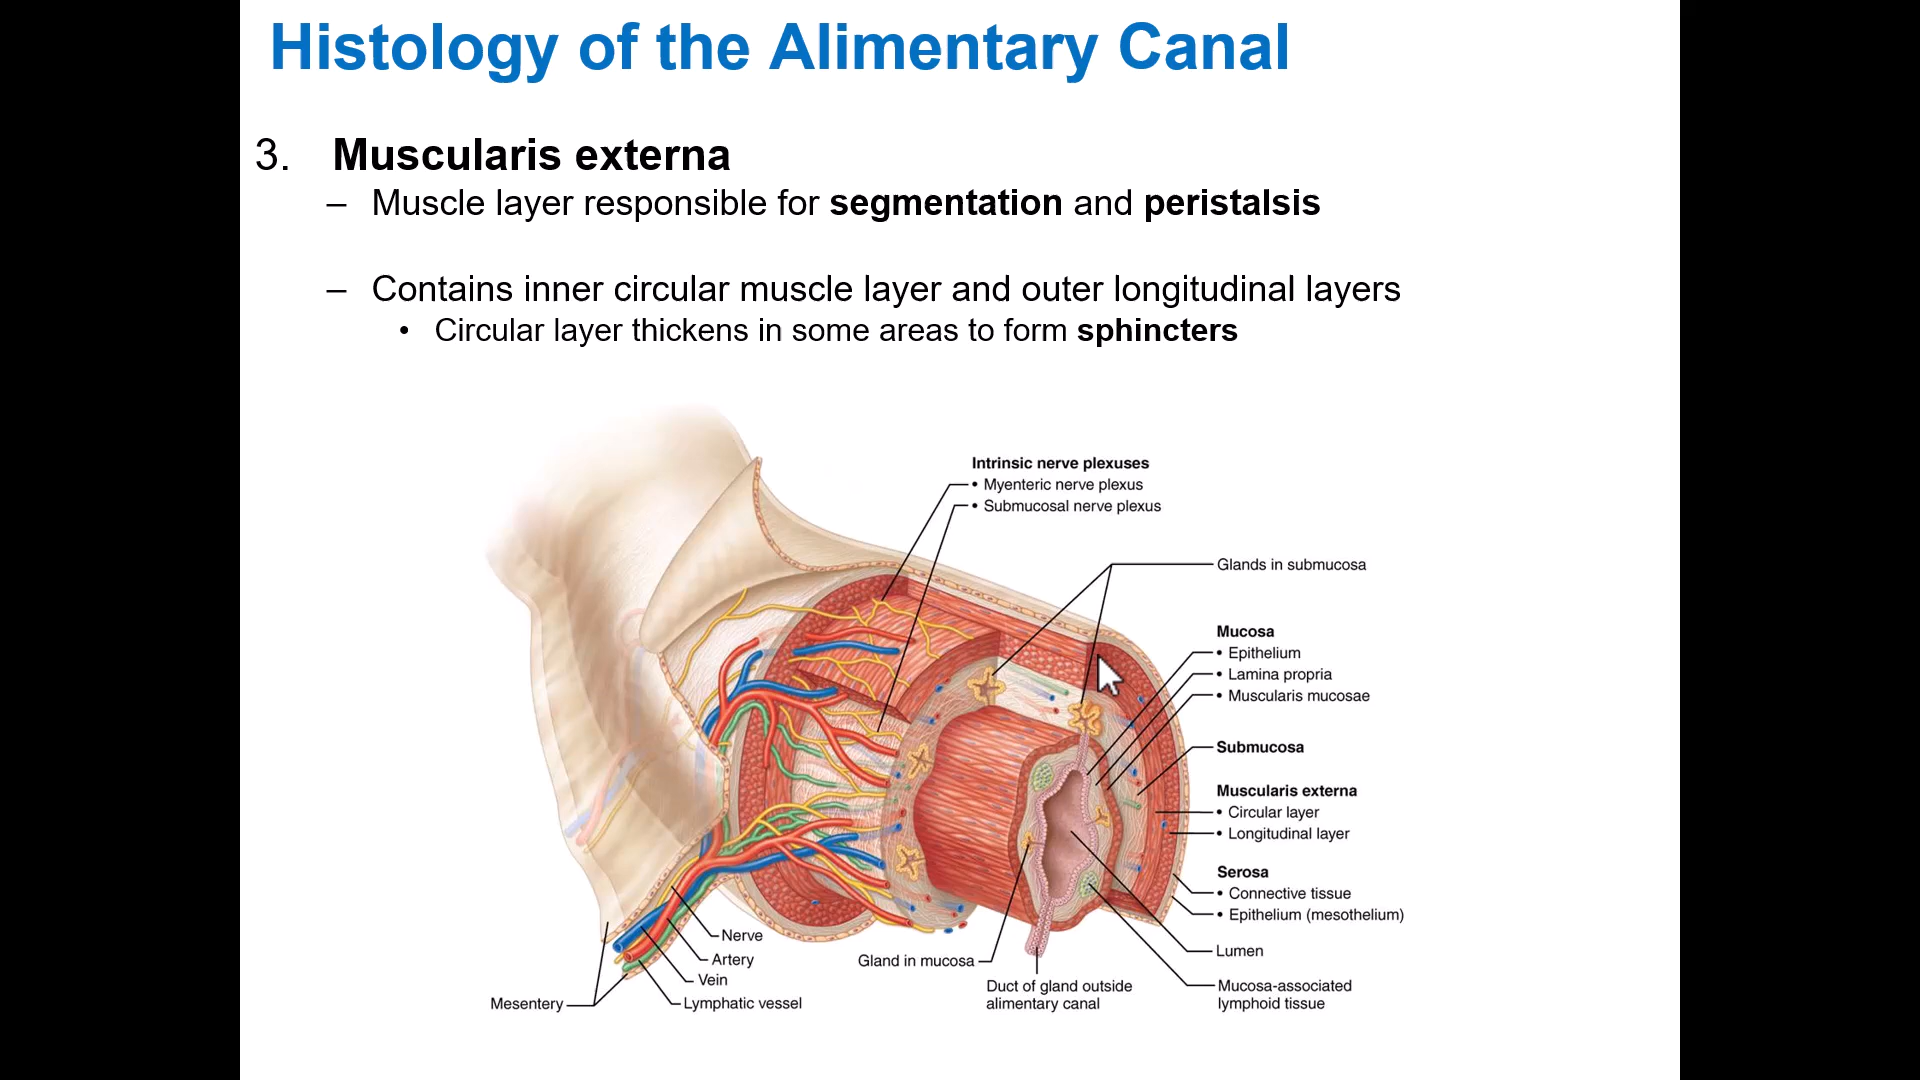 Histology of the Alimentary Canal
3. Muscularis externa
– Muscle layer responsible for segmentation and peristalsis
– Contains inner circular muscle layer and outer longitudinal layers
• Circular layer thickens in some areas to form sphincters
Intrinsic nerve plexuses
• Myenteric nerve plexus
• Submucosal nerve plexus
Glands in submucosa
Mucosa
• Epithelium
• Lamina propria
• Muscularis mucosae
Submucosa
Muscularis externa
• Circular layer
• Longitudinal layer
Serosa
• Connective tissue
• Epithelium (mesothelium)
Lumen
Mucosa-associated
lymphoid tissue
Nerve
Artery
Vein
Lymphatic vessel
Mesentery
Gland in mucosa
Duct of gland outside
alimentary canal